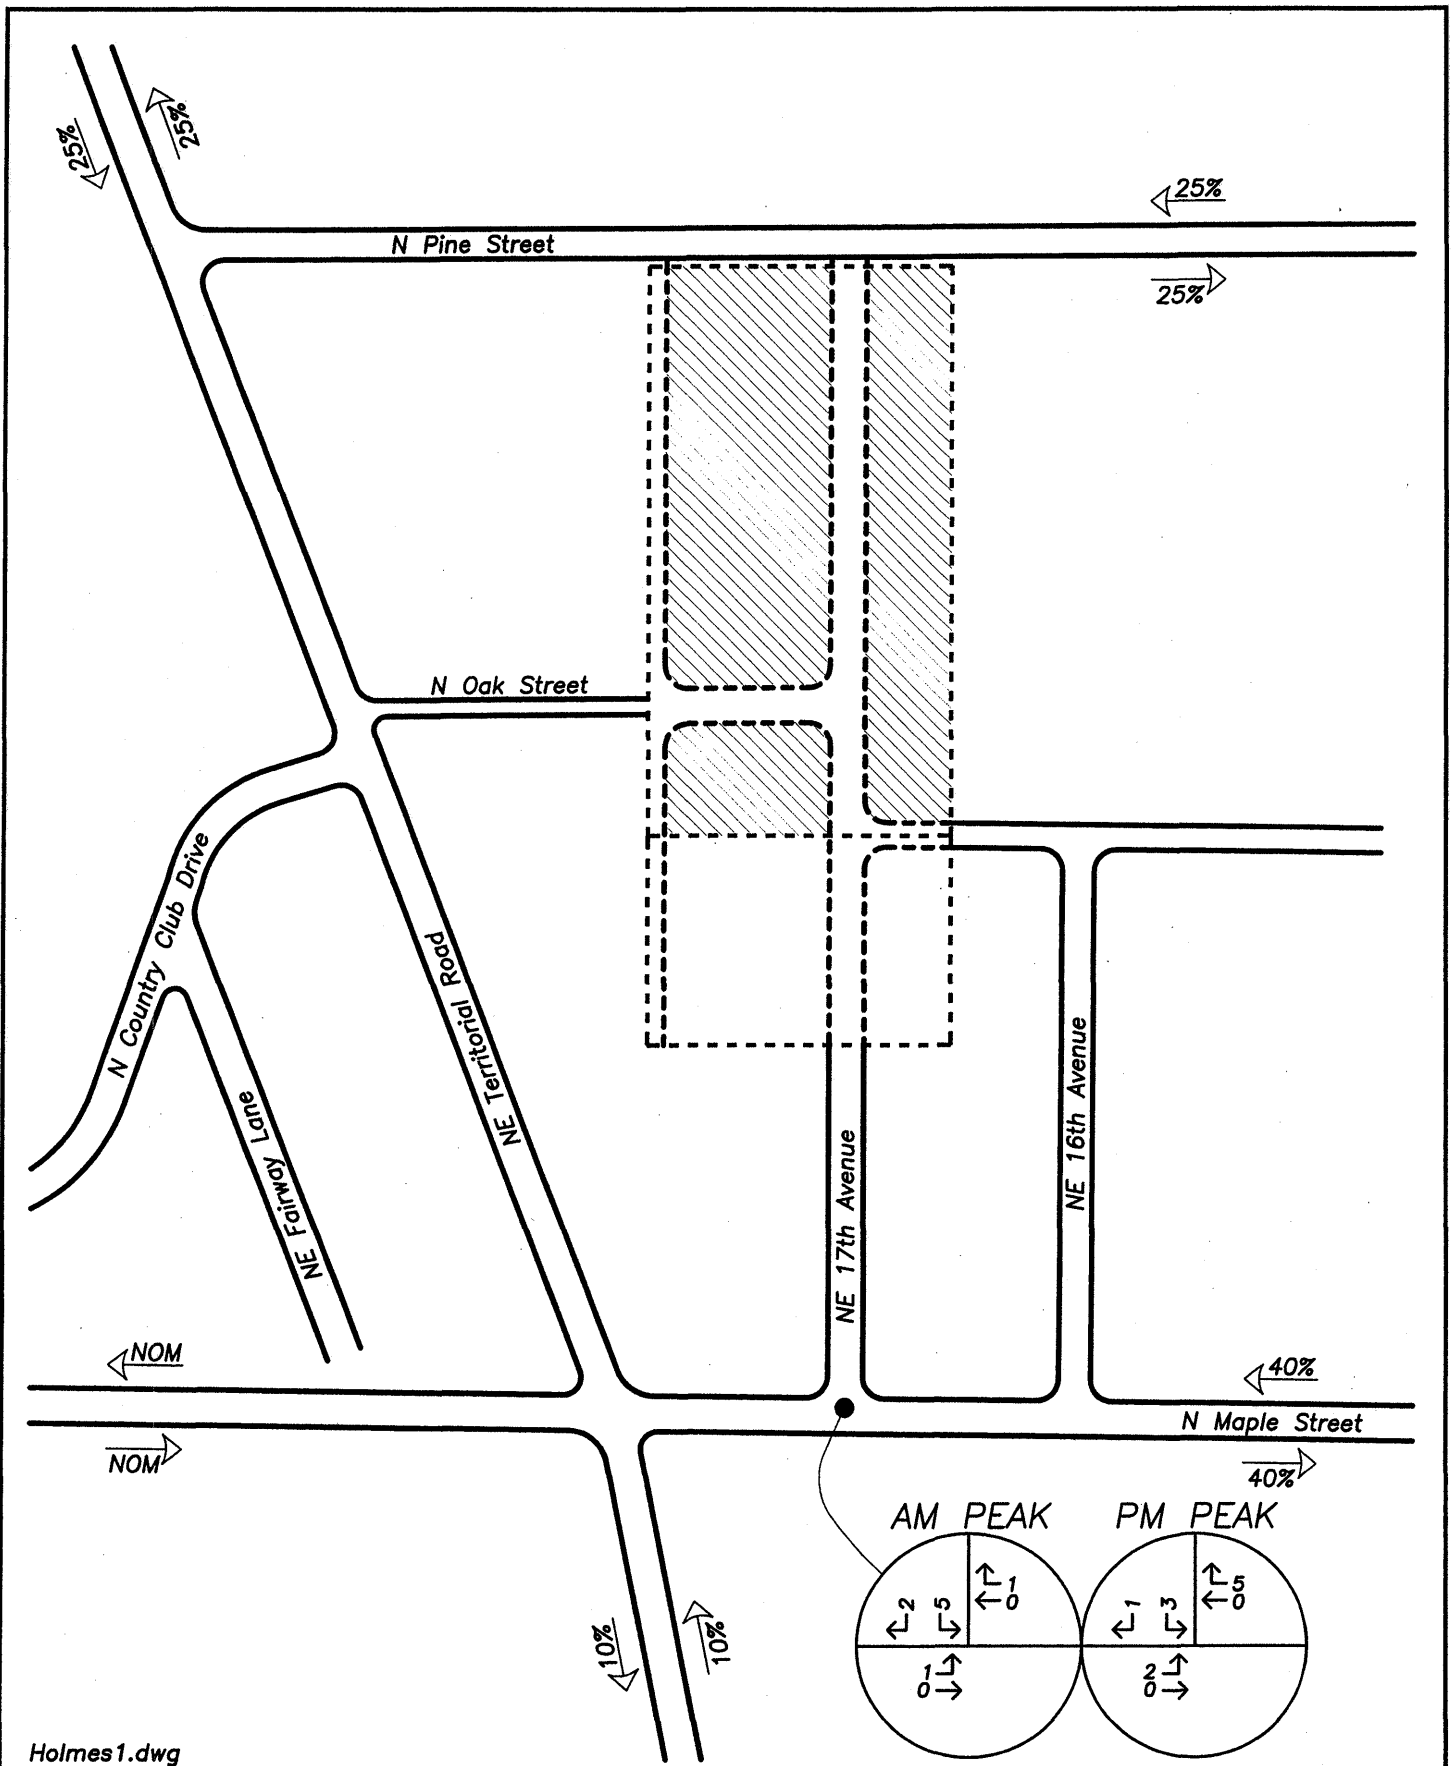 25%
25%
25%
N Pine Street
25%
N Oak Street
N Country Club Drive
NE Territorial Road
NE Fairway Lane
NE 17th Avenue
NE 16th Avenue
NOM
40%
N Maple Street
NOM
40%
AM PEAK PM PEAK
2 5 1
0
1
0
1 3 5
0
2
0
10%
10%
Holmes1.dwg